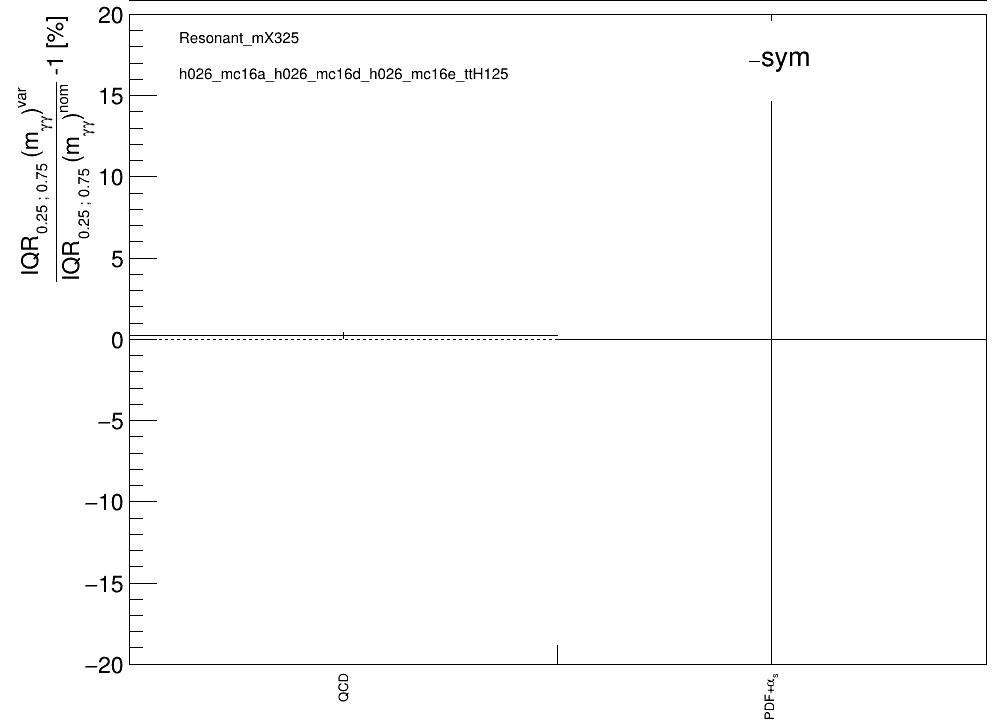 IQR0.25 ; 0.75 (mγγ)var
IQR0.25 ; 0.75 (mγγ)nom -1 [%]
20
15
10
5
0
−5
−10
−15
−20
Resonant_mX325
h026_mc16a_h026_mc16d_h026_mc16e_ttH125
sym
QCD
PDF+αs